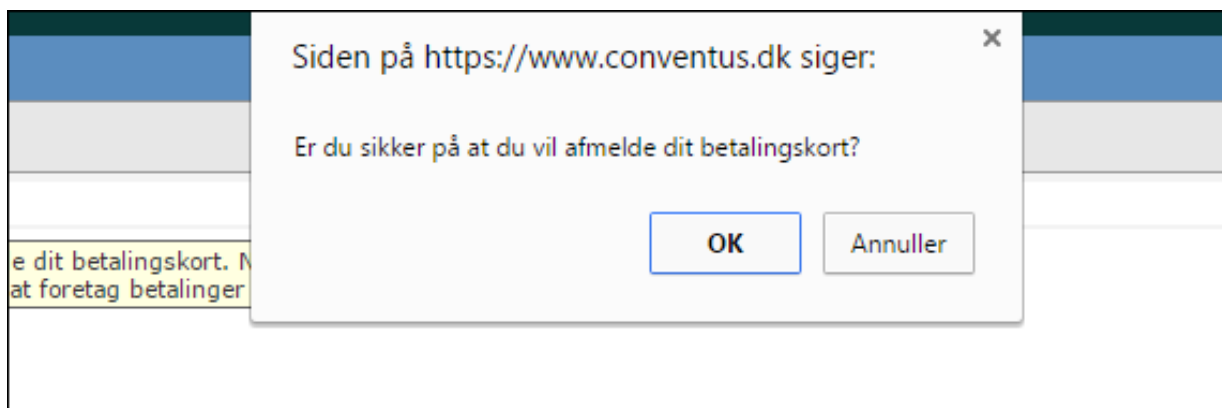 Siden på https://www.conventus.dk siger:
Er du sikker på at du vil afmelde dit betalingskort?
OK Annuller
e dit betalingskort. N
at foretag betalinger